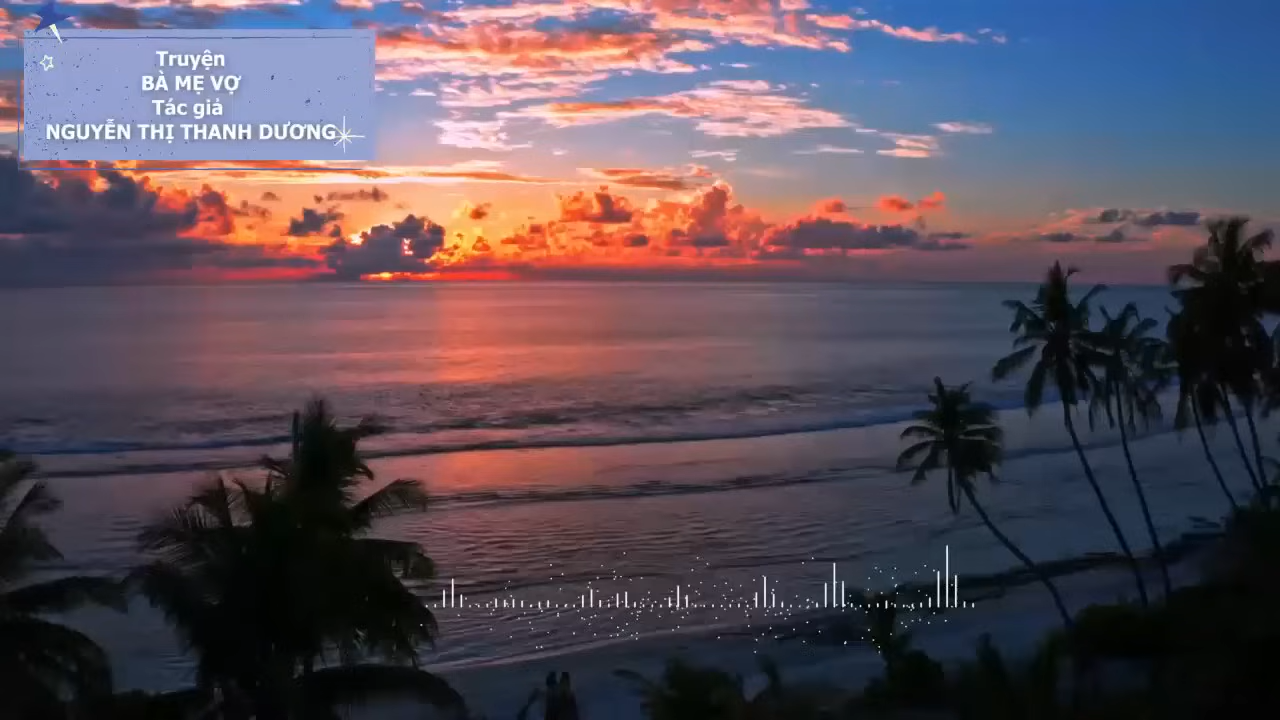 Truyện
BÀ MẸ VỢ
Tác giả
NGUYỄN THỊ THANH DƯƠNG